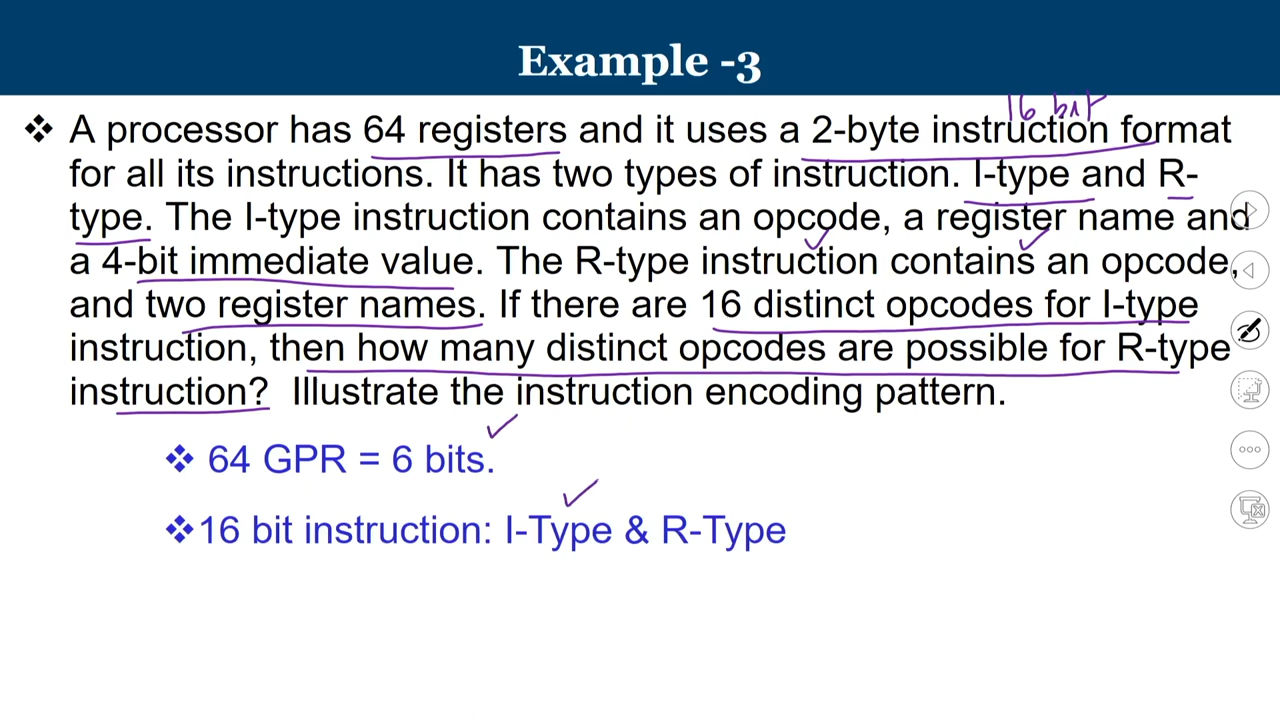 Example -3
16 bit
❖ A processor has 64 registers and it uses a 2-byte instruction format
for all its instructions. It has two types of instruction. I-type and R-
type. The I-type instruction contains an opcode, a register name and
a 4-bit immediate value. The R-type instruction contains an opcode,
and two register names. If there are 16 distinct opcodes for I-type
instruction, then how many distinct opcodes are possible for R-type
instruction? Illustrate the instruction encoding pattern.
❖ 64 GPR = 6 bits.
❖16 bit instruction: I-Type & R-Type